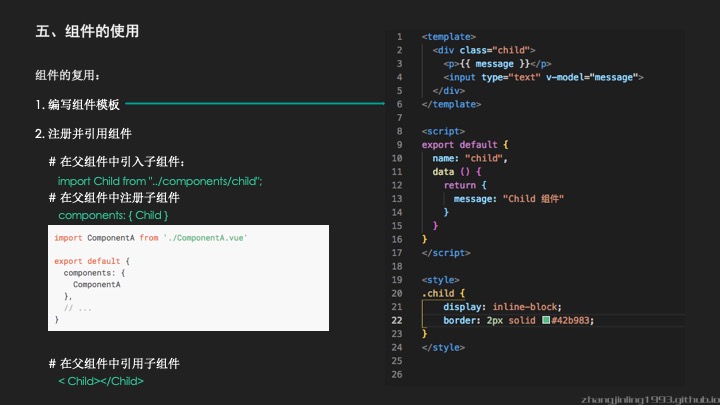 五、组件的使用
组件的复用：
1. 编写组件模板
2. 注册并引用组件
# 在父组件中引入子组件：
import Child from "../components/child";
# 在父组件中注册子组件
components: { Child }
import ComponentA from './ComponentA.vue'
export default {
components: {
ComponentA
},
// ...
}
# 在父组件中引用子组件
< Child></Child>
1 <template>
2 <div class="child">
3 <p>{{ message }}</p>
4 <input type="text" v-model="message">
5 </div>
6 </template>
7
8 <script>
9 export default {
10 name: "child",
11 data () {
12 return {
13 message: "Child 组件"
14 }
15 }
16 }
17 </script>
18
19 <style>
20 .child {
21 display: inline-block;
22 border: 2px solid #42b983;
23 }
24 </style>
25
26
zhangjinling1993.github.io